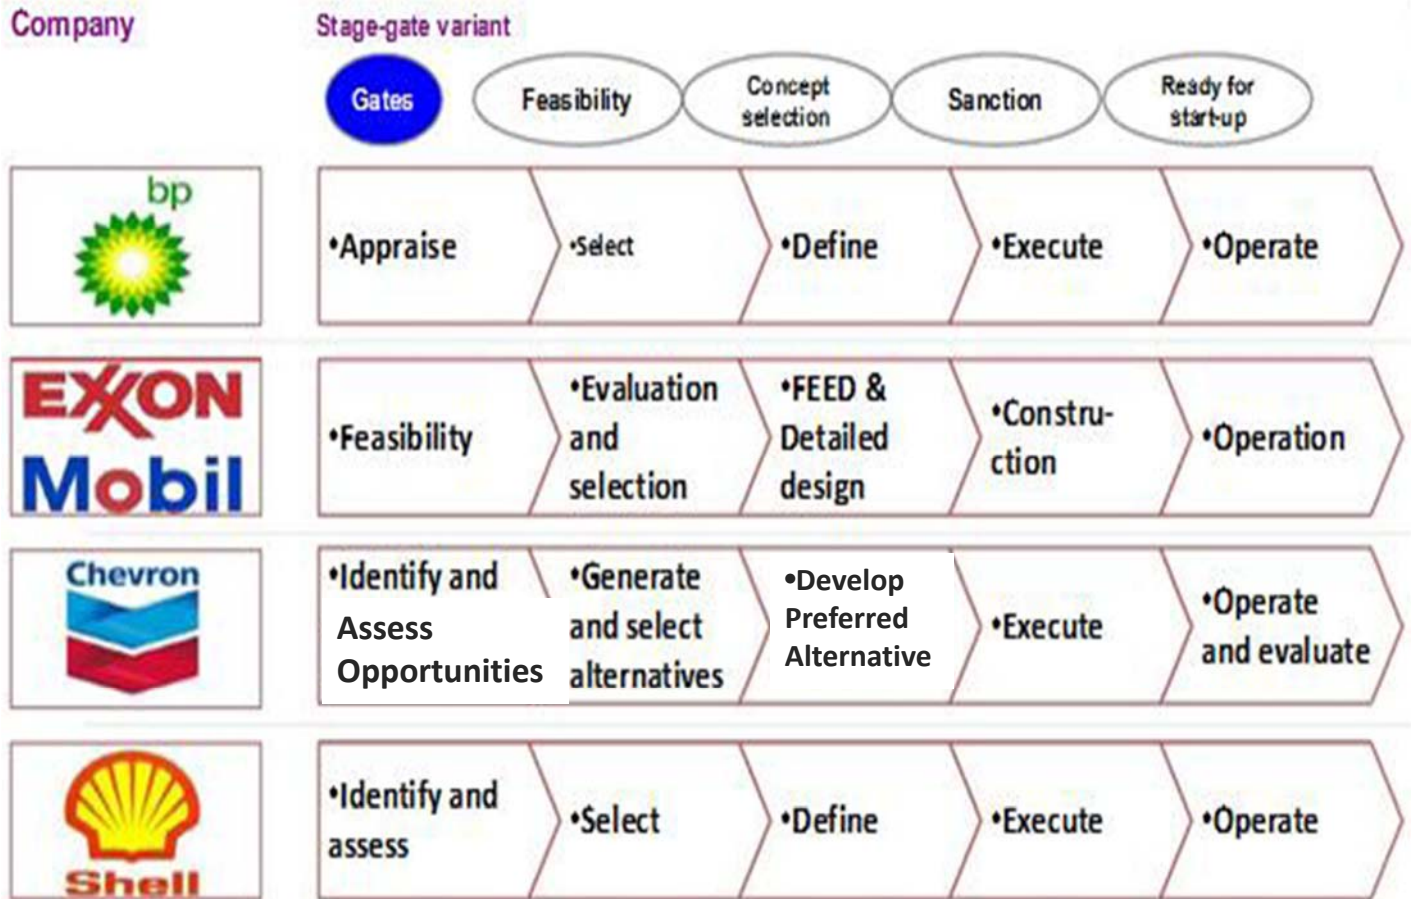 Company
Stage-gate variant
Gates
Feasibility
Concept
selection
Sanction
Ready for
start-up
bp
•Appraise
•Select
•Define
•Execute
•Operate
EXXON
Mobil
•Feasibility
•Evaluation
and
selection
•FEED &
Detailed
design
•Constru-
ction
•Operation
Chevron
•Identify and
Assess
Opportunities
•Generate
and select
alternatives
•Develop
Preferred
Alternative
•Execute
•Operate
and evaluate
Shell
•Identify and
assess
•Select
•Define
•Execute
•Operate